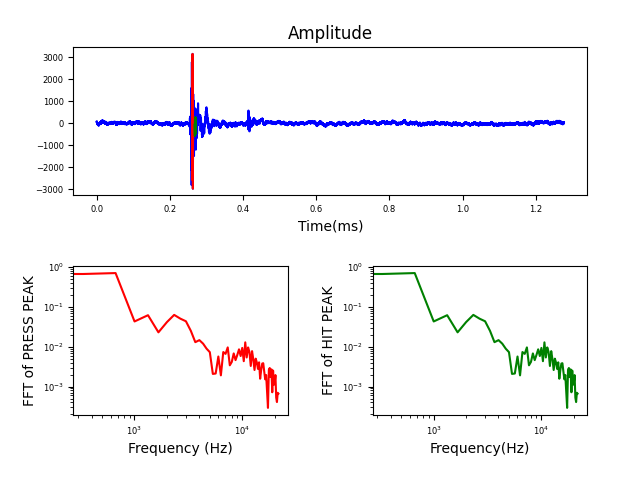 Amplitude
3000
2000
1000
0
−1000
−2000
−3000
0.0 0.2 0.4 0.6 0.8 1.0 1.2
Time(ms)
FFT of PRESS PEAK
10⁰
10⁻¹
10⁻²
10⁻³
10³ 10⁴
Frequency (Hz)
FFT of HIT PEAK
10⁰
10⁻¹
10⁻²
10⁻³
10³ 10⁴
Frequency(Hz)